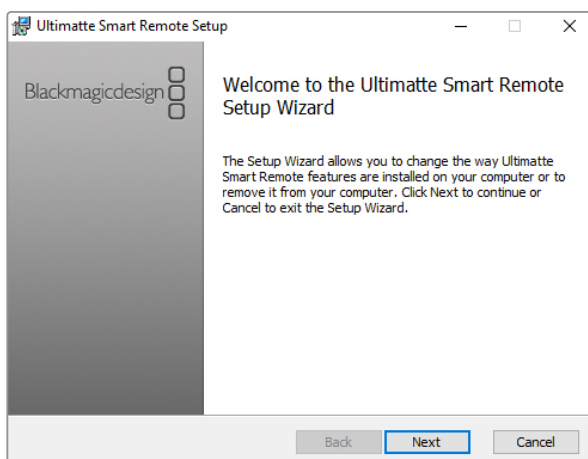 Ultimatte Smart Remote Setup
Blackmagicdesign
Welcome to the Ultimatte Smart Remote
Setup Wizard
The Setup Wizard allows you to change the way Ultimatte
Smart Remote features are installed on your computer or to
remove it from your computer. Click Next to continue or
Cancel to exit the Setup Wizard.
Back Next Cancel